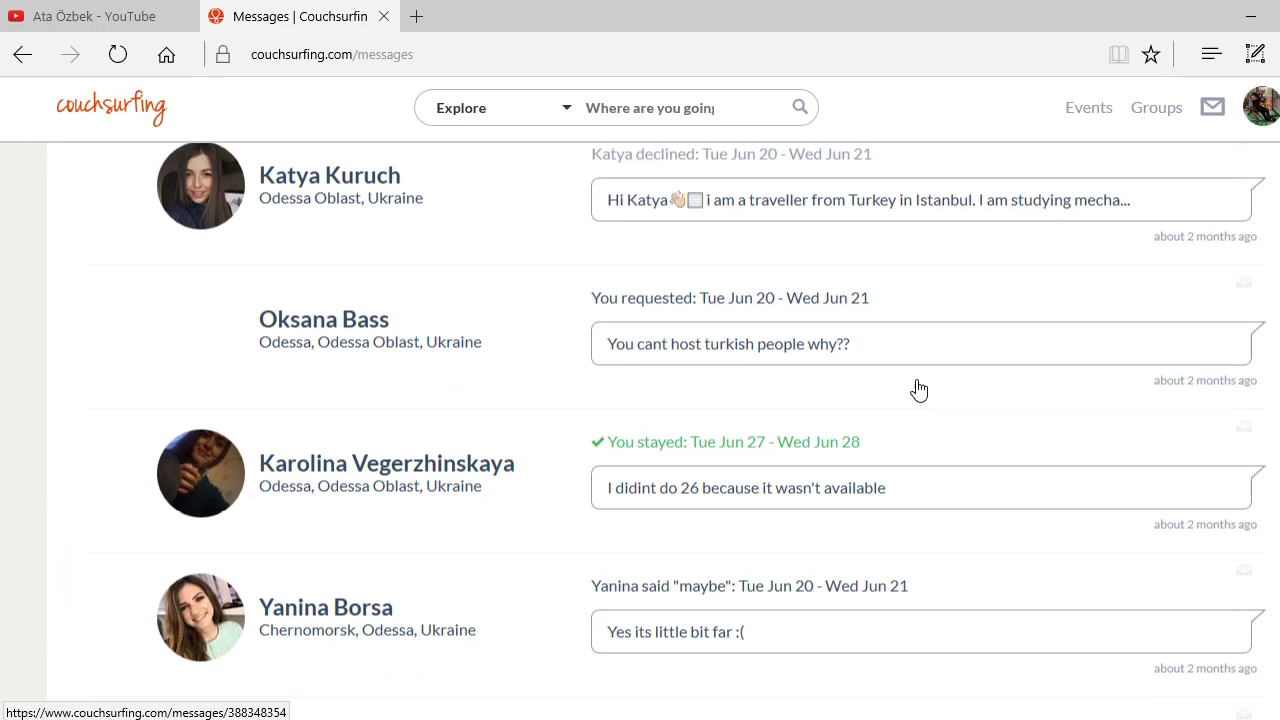 Ata Özbek - YouTube
Messages | Couchsurfin
couchsurfing.com/messages
couchsurfing
Explore
Where are you going
Events
Groups
Katya declined: Tue Jun 20 - Wed Jun 21
Katya Kuruch
Odessa Oblast, Ukraine
Hi Katya👋🏼 i am a traveller from Turkey in Istanbul. I am studying mecha...
about 2 months ago
You requested: Tue Jun 20 - Wed Jun 21
Oksana Bass
Odessa, Odessa Oblast, Ukraine
You cant host turkish people why??
about 2 months ago
✔ You stayed: Tue Jun 27 - Wed Jun 28
Karolina Vegerzhinskaya
Odessa, Odessa Oblast, Ukraine
I didint do 26 because it wasn't available
about 2 months ago
Yanina said "maybe": Tue Jun 20 - Wed Jun 21
Yanina Borsa
Chernomorsk, Odessa, Ukraine
Yes its little bit far :(
about 2 months ago
https://www.couchsurfing.com/messages/388348354